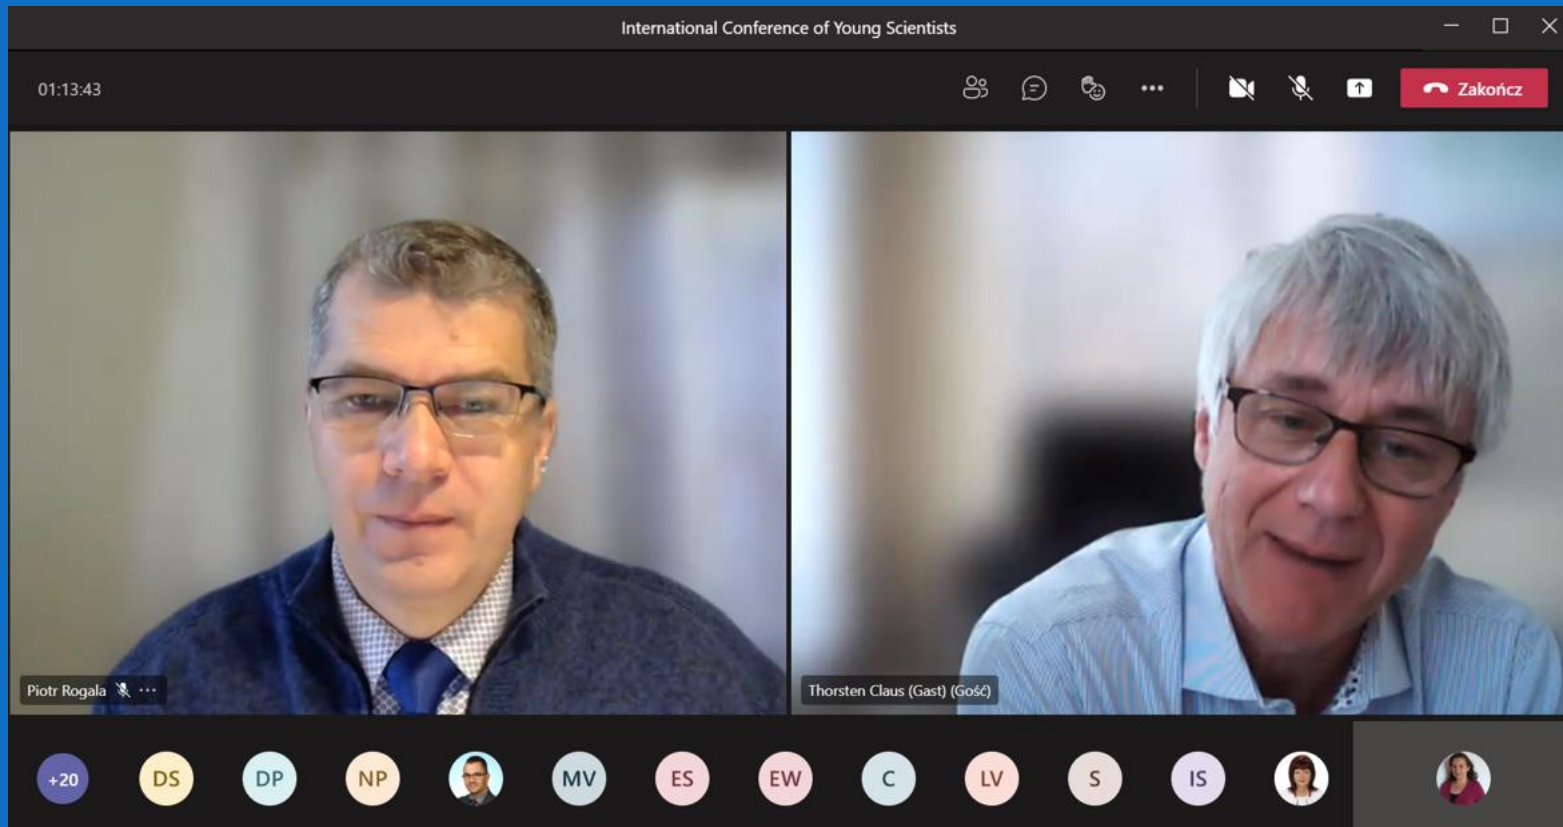 International Conference of Young Scientists
01:13:43
Zakończ
Piotr Rogala
Thorsten Claus (Gast) (Gość)
+20
DS
DP
NP
MV
ES
EW
C
LV
S
IS